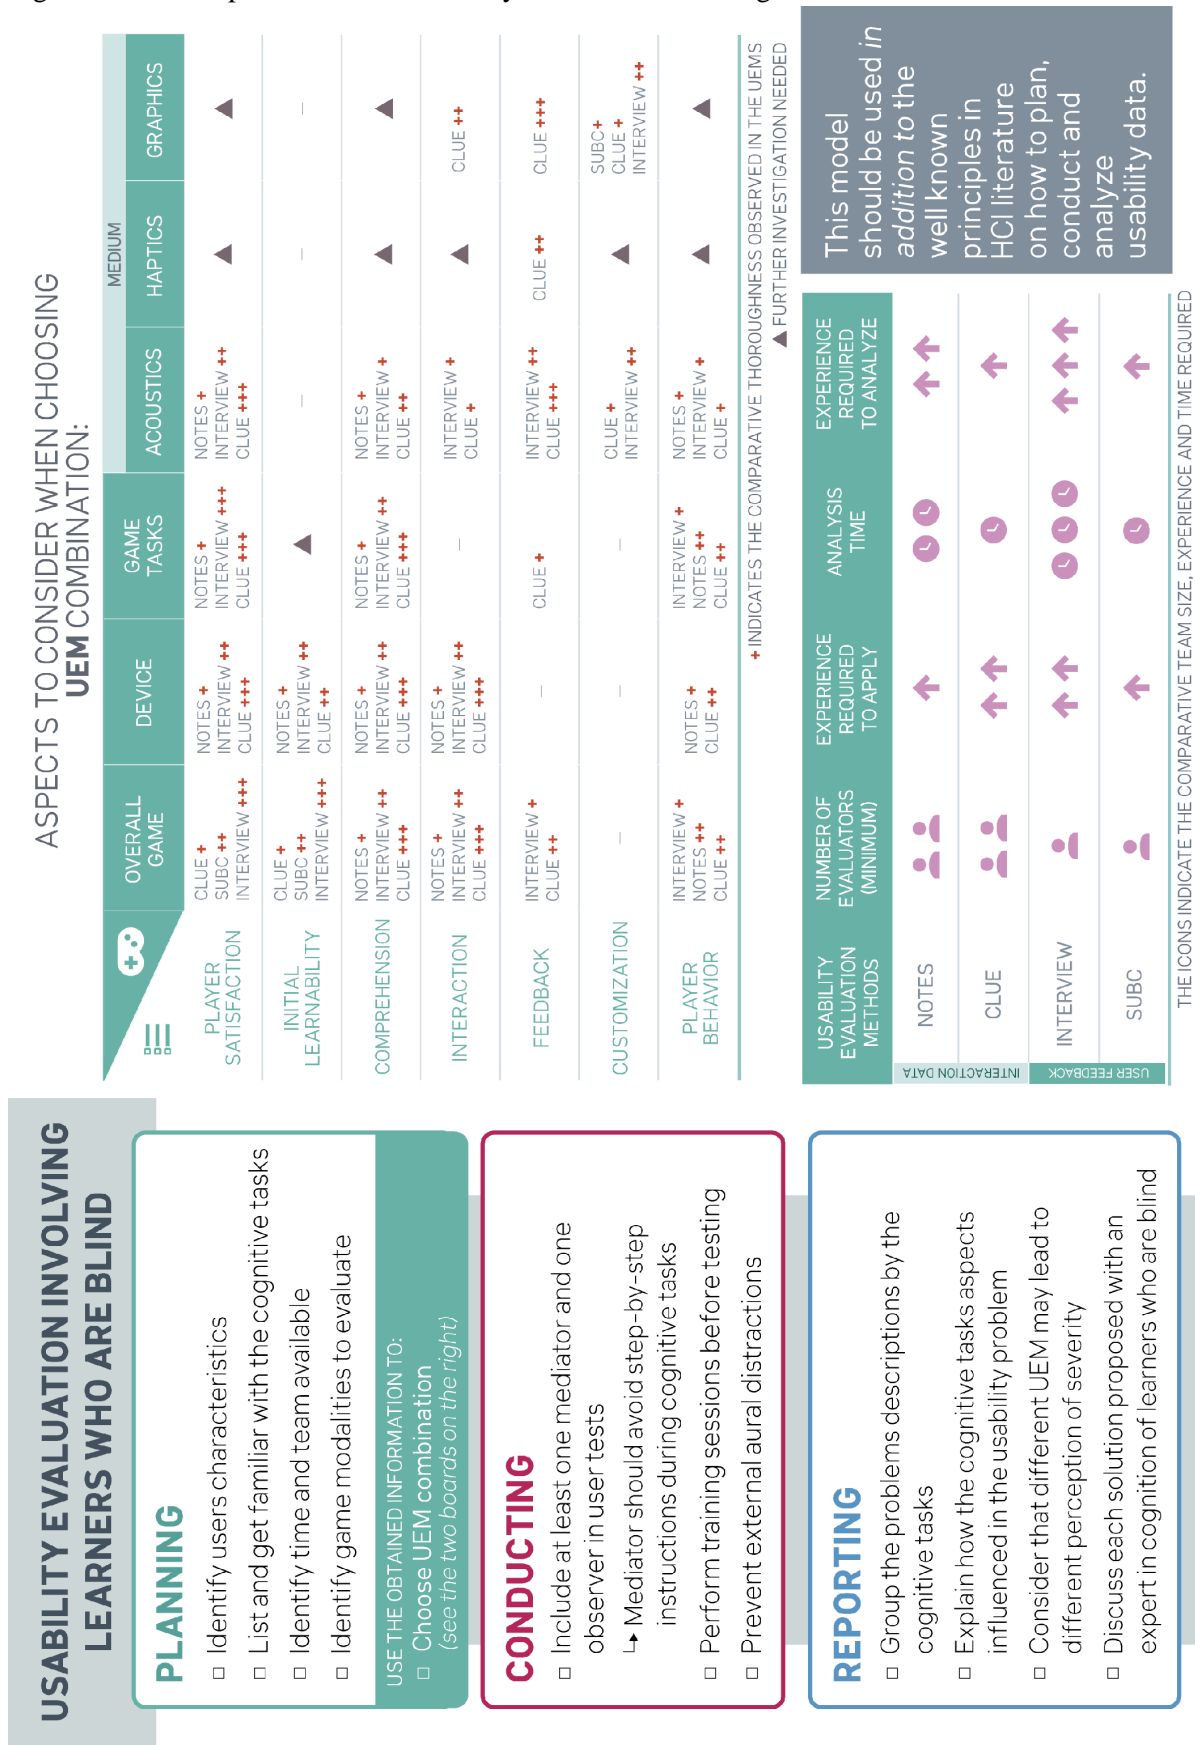 USABILITY EVALUATION INVOLVING
LEARNERS WHO ARE BLIND
PLANNING
□ Identify users characteristics
□ List and get familiar with the cognitive tasks
□ Identify time and team available
□ Identify game modalities to evaluate
USE THE OBTAINED INFORMATION TO:
□ Choose UEM combination
(see the two boards on the right)
CONDUCTING
□ Include at least one mediator and one
observer in user tests
↳ Mediator should avoid step-by-step
instructions during cognitive tasks
□ Perform training sessions before testing
□ Prevent external aural distractions
REPORTING
□ Group the problems descriptions by the
cognitive tasks
□ Explain how the cognitive tasks aspects
influenced in the usability problem
□ Consider that different UEM may lead to
different perception of severity
□ Discuss each solution proposed with an
expert in cognition of learners who are blind
ASPECTS TO CONSIDER WHEN CHOOSING
UEM COMBINATION:
MEDIUM
OVERALL
GAME
DEVICE
GAME
TASKS
ACOUSTICS
HAPTICS
GRAPHICS
PLAYER
SATISFACTION
CLUE +
SUBC ++
INTERVIEW +++
NOTES +
INTERVIEW ++
CLUE +++
NOTES +
INTERVIEW +++
CLUE +++
NOTES +
INTERVIEW ++
CLUE +++
▲
▲
INITIAL
LEARNABILITY
CLUE +
SUBC ++
INTERVIEW +++
NOTES +
INTERVIEW ++
CLUE ++
▲
–
–
–
COMPREHENSION
NOTES +
INTERVIEW ++
CLUE +++
NOTES +
INTERVIEW ++
CLUE +++
NOTES +
INTERVIEW ++
CLUE +++
NOTES +
INTERVIEW +
CLUE ++
▲
▲
INTERACTION
NOTES +
INTERVIEW ++
CLUE +++
NOTES +
INTERVIEW ++
CLUE +++
–
INTERVIEW +
CLUE +
▲
CLUE ++
FEEDBACK
INTERVIEW +
CLUE ++
–
CLUE +
INTERVIEW ++
CLUE +++
CLUE ++
CLUE +++
CUSTOMIZATION
–
–
–
CLUE +
INTERVIEW ++
▲
SUBC+
CLUE +
INTERVIEW ++
PLAYER
BEHAVIOR
INTERVIEW +
NOTES ++
CLUE ++
NOTES +
CLUE ++
INTERVIEW +
NOTES ++
CLUE ++
NOTES +
INTERVIEW +
CLUE +
▲
▲
+ INDICATES THE COMPARATIVE THOROUGHNESS OBSERVED IN THE UEMS
▲ FURTHER INVESTIGATION NEEDED
USABILITY
EVALUATION
METHODS
NUMBER OF
EVALUATORS
(MINIMUM)
EXPERIENCE
REQUIRED
TO APPLY
ANALYSIS
TIME
EXPERIENCE
REQUIRED
TO ANALYZE
INTERACTION DATA
NOTES
CLUE
USER FEEDBACK
INTERVIEW
SUBC
THE ICONS INDICATE THE COMPARATIVE TEAM SIZE, EXPERIENCE AND TIME REQUIRED
This model
should be used in
addition to the
well known
principles in
HCI literature
on how to plan,
conduct and
analyze
usability data.